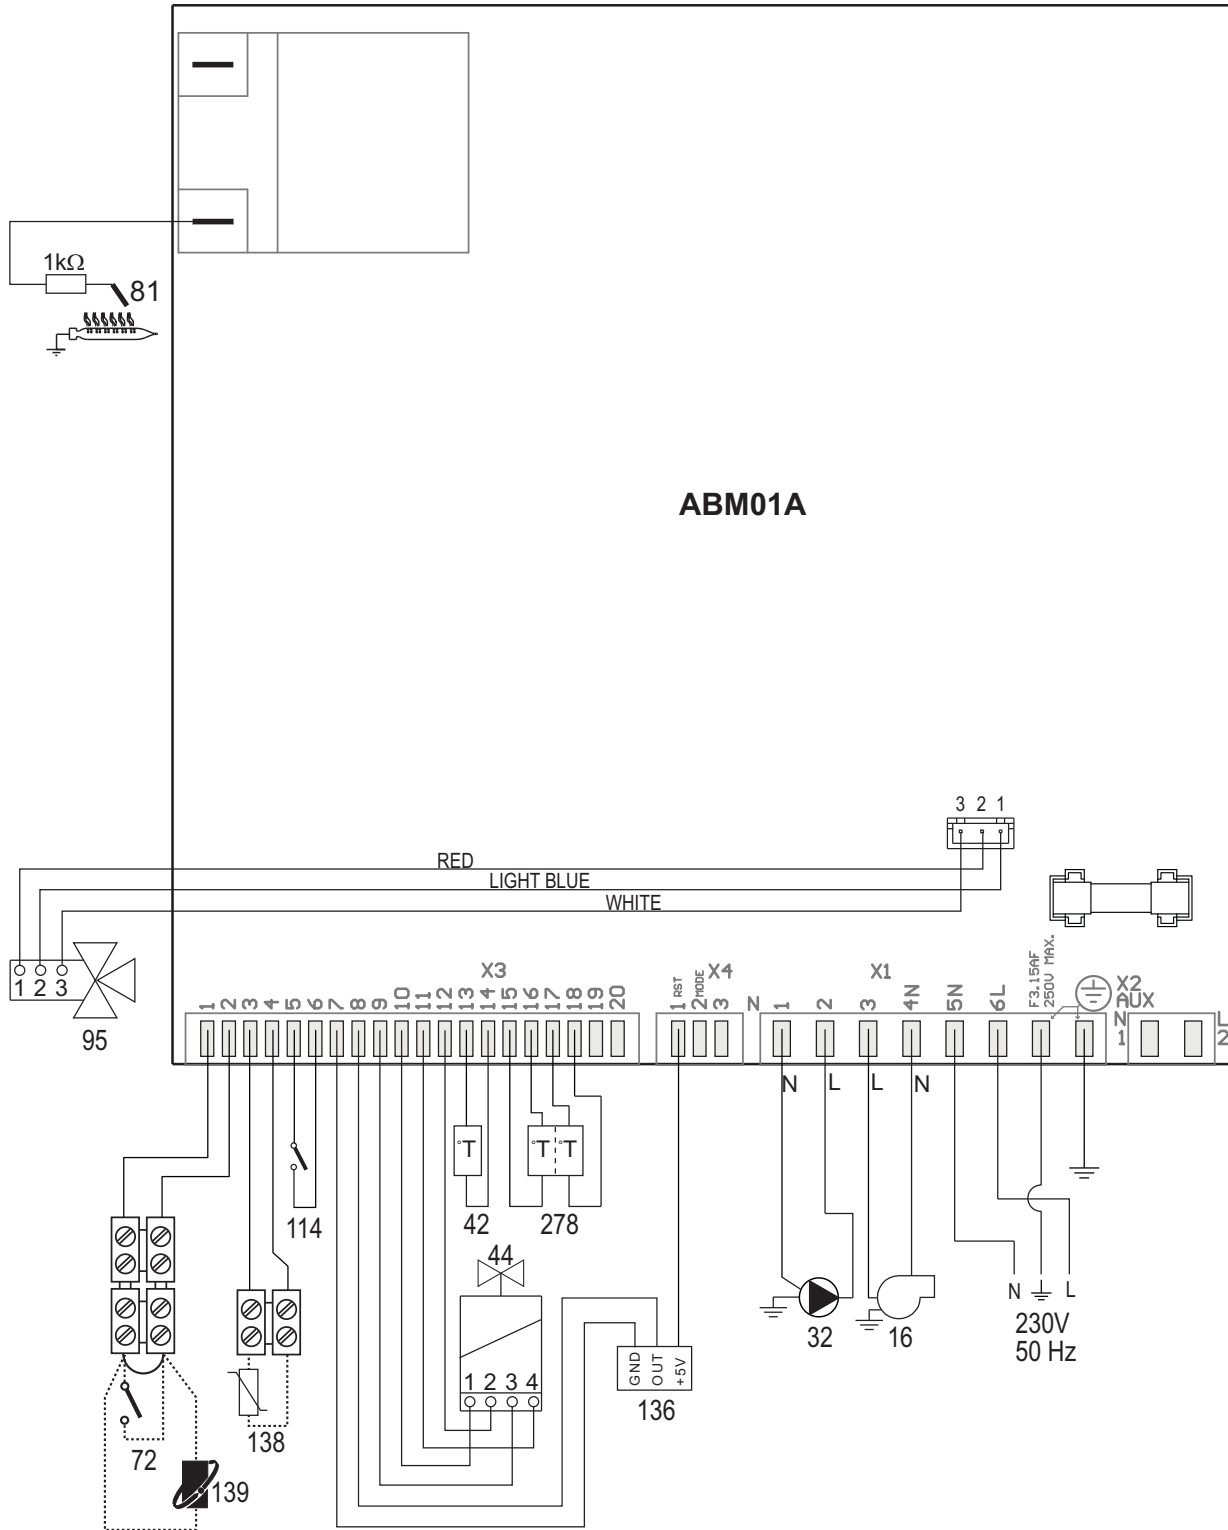 1kΩ
81
ABM01A
3 2 1
RED
LIGHT BLUE
WHITE
1 2 3
95
X3
1 2 3 4 5 6 7 8 9 10 11 12 13 14 15 16 17 18 19 20
X4
1 RST
2 MODE
3
X1
N 1 2 3 4N 5N 6L
F3.15AF
250V MAX.
X2
AUX
N L
1 2
N L L N
°T °T °T
114
42
278
44
1 2 3 4
GND
OUT
+5V
136
32
16
N L
230V
50 Hz
72
138
139